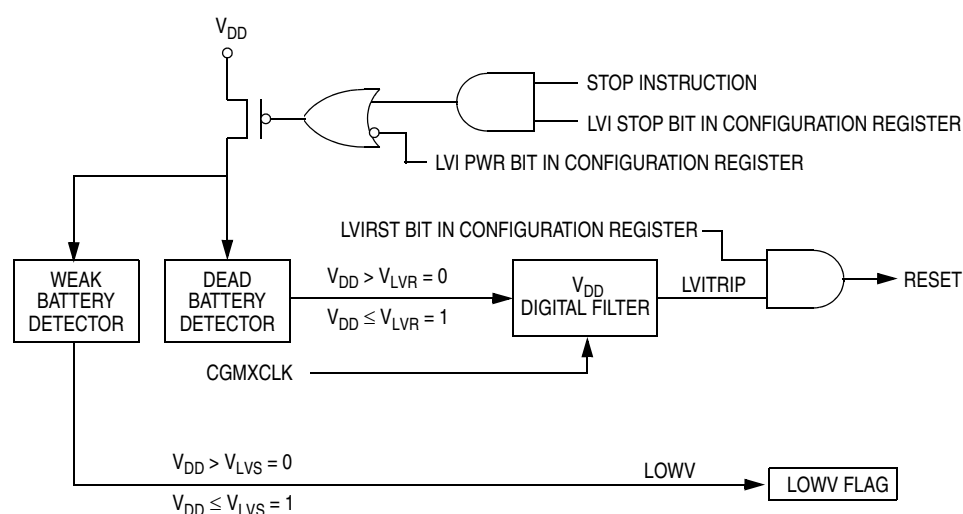 VDD
STOP INSTRUCTION
LVI STOP BIT IN CONFIGURATION REGISTER
LVI PWR BIT IN CONFIGURATION REGISTER
LVIRST BIT IN CONFIGURATION REGISTER
WEAK
BATTERY
DETECTOR
DEAD
BATTERY
DETECTOR
VDD > VLVR = 0
VDD ≤ VLVR = 1
VDD
DIGITAL FILTER
LVITRIP
RESET
CGMXCLK
VDD > VLVS = 0
VDD ≤ VLVS = 1
LOWV
LOWV FLAG